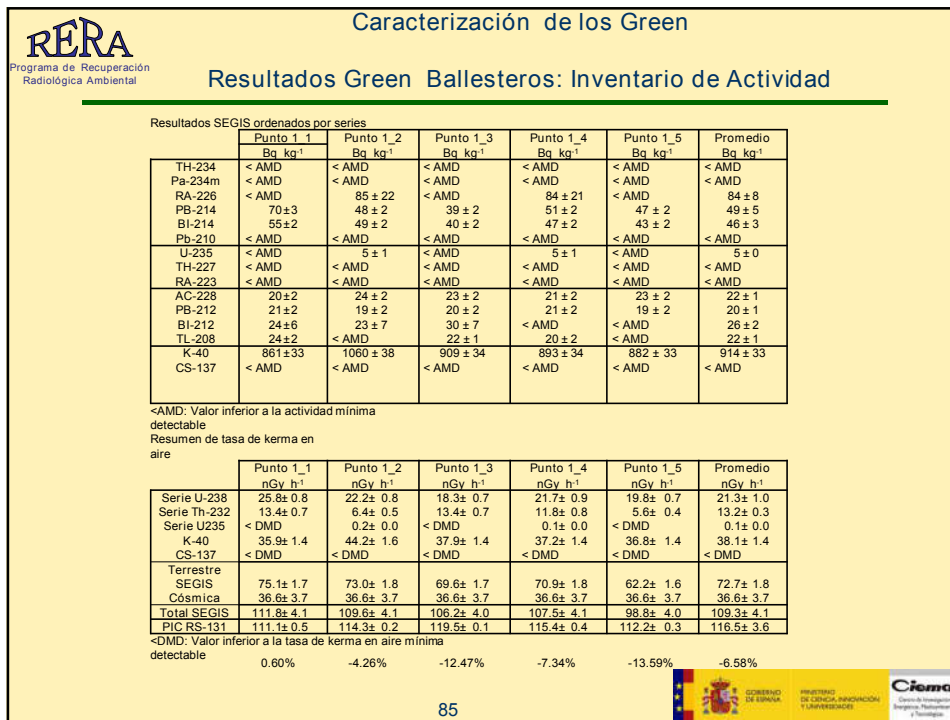 Caracterización de los Green
RERA
Programa de Recuperación
Radiológica Ambiental
Resultados Green Ballesteros: Inventario de Actividad
Resultados SEGIS ordenados por series
Punto 1_1 Punto 1_2 Punto 1_3 Punto 1_4 Punto 1_5 Promedio
Bq kg-1 Bq kg-1 Bq kg-1 Bq kg-1 Bq kg-1 Bq kg-1
TH-234 < AMD < AMD < AMD < AMD < AMD < AMD
Pa-234m < AMD < AMD < AMD < AMD < AMD < AMD
RA-226 < AMD 85 ± 22 < AMD 84 ± 21 < AMD 84 ± 8
PB-214 70±3 48 ± 2 39 ± 2 51 ± 2 47 ± 2 49 ± 5
BI-214 55±2 49 ± 2 40 ± 2 47 ± 2 43 ± 2 46 ± 3
Pb-210 < AMD < AMD < AMD < AMD < AMD < AMD
U-235 < AMD 5 ± 1 < AMD 5 ± 1 < AMD 5 ± 0
TH-227 < AMD < AMD < AMD < AMD < AMD < AMD
RA-223 < AMD < AMD < AMD < AMD < AMD < AMD
AC-228 20±2 24 ± 2 23 ± 2 21 ± 2 23 ± 2 22 ± 1
PB-212 21±2 19 ± 2 20 ± 2 21 ± 2 19 ± 2 20 ± 1
BI-212 24±6 23 ± 7 30 ± 7 < AMD < AMD 26 ± 2
TL-208 24±2 < AMD 22 ± 1 20 ± 2 < AMD 22 ± 1
K-40 861±33 1060 ± 38 909 ± 34 893 ± 34 882 ± 33 914 ± 33
CS-137 < AMD < AMD < AMD < AMD < AMD < AMD
<AMD: Valor inferior a la actividad mínima
detectable
Resumen de tasa de kerma en
aire
Punto 1_1 Punto 1_2 Punto 1_3 Punto 1_4 Punto 1_5 Promedio
nGy h-1 nGy h-1 nGy h-1 nGy h-1 nGy h-1 nGy h-1
Serie U-238 25.8± 0.8 22.2± 0.8 18.3± 0.7 21.7± 0.9 19.8± 0.7 21.3± 1.0
Serie Th-232 13.4± 0.7 6.4± 0.5 13.4± 0.7 11.8± 0.8 5.6± 0.4 13.2± 0.3
Serie U235 < DMD 0.2± 0.0 < DMD 0.1± 0.0 < DMD 0.1± 0.0
K-40 35.9± 1.4 44.2± 1.6 37.9± 1.4 37.2± 1.4 36.8± 1.4 38.1± 1.4
CS-137 < DMD < DMD < DMD < DMD < DMD < DMD
Terrestre
SEGIS 75.1± 1.7 73.0± 1.8 69.6± 1.7 70.9± 1.8 62.2± 1.6 72.7± 1.8
Cósmica 36.6± 3.7 36.6± 3.7 36.6± 3.7 36.6± 3.7 36.6± 3.7 36.6± 3.7
Total SEGIS 111.8± 4.1 109.6± 4.1 106.2± 4.0 107.5± 4.1 98.8± 4.0 109.3± 4.1
PIC RS-131 111.1± 0.5 114.3± 0.2 119.5± 0.1 115.4± 0.4 112.2± 0.3 116.5± 3.6
<DMD: Valor inferior a la tasa de kerma en aire mínima
detectable
0.60% -4.26% -12.47% -7.34% -13.59% -6.58%
85
GOBIERNO
DE ESPAÑA
MINISTERIO
DE CIENCIA, INNOVACIÓN
Y UNIVERSIDADES
Ciemat